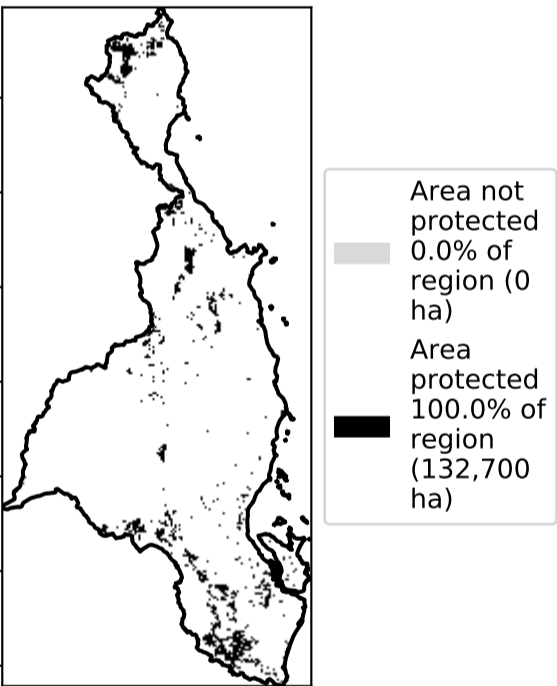 Area not
protected
0.0% of
region (0
ha)
Area
protected
100.0% of
region
(132,700
ha)